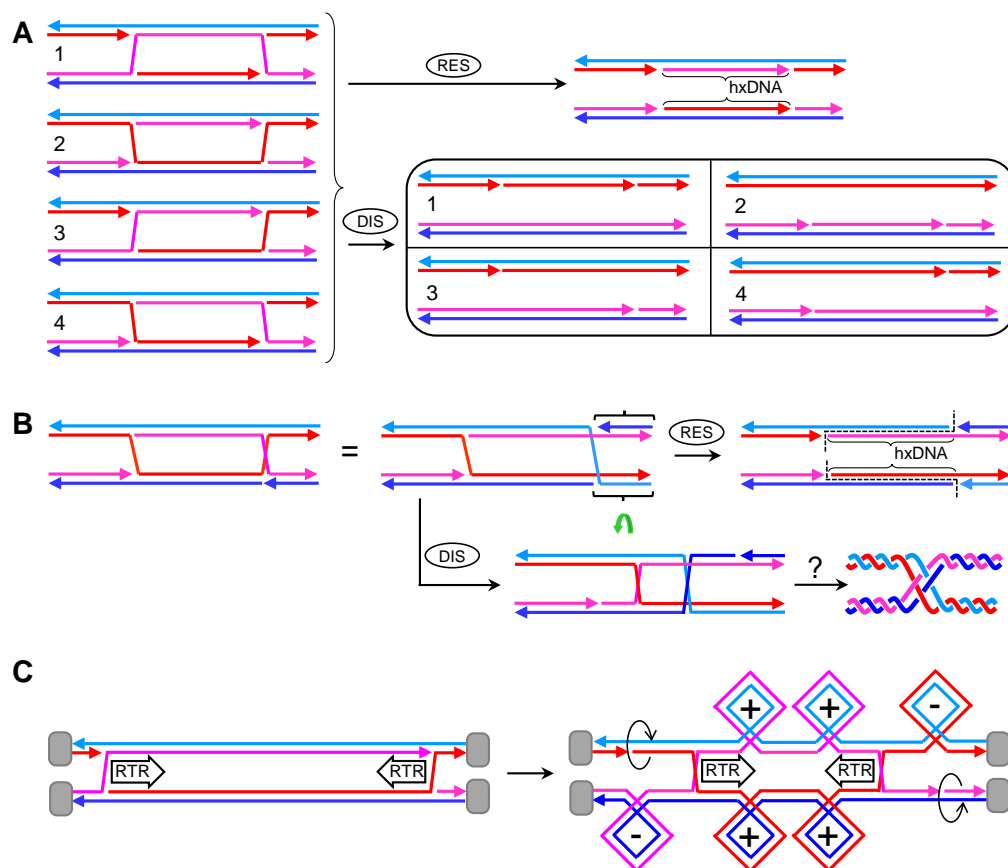 A
1
2
3
4
RES
hxDNA
DIS
1
2
3
4
B
=
RES
hxDNA
DIS
?
C
RTR
RTR
+
+
-
RTR
RTR
-
+
+